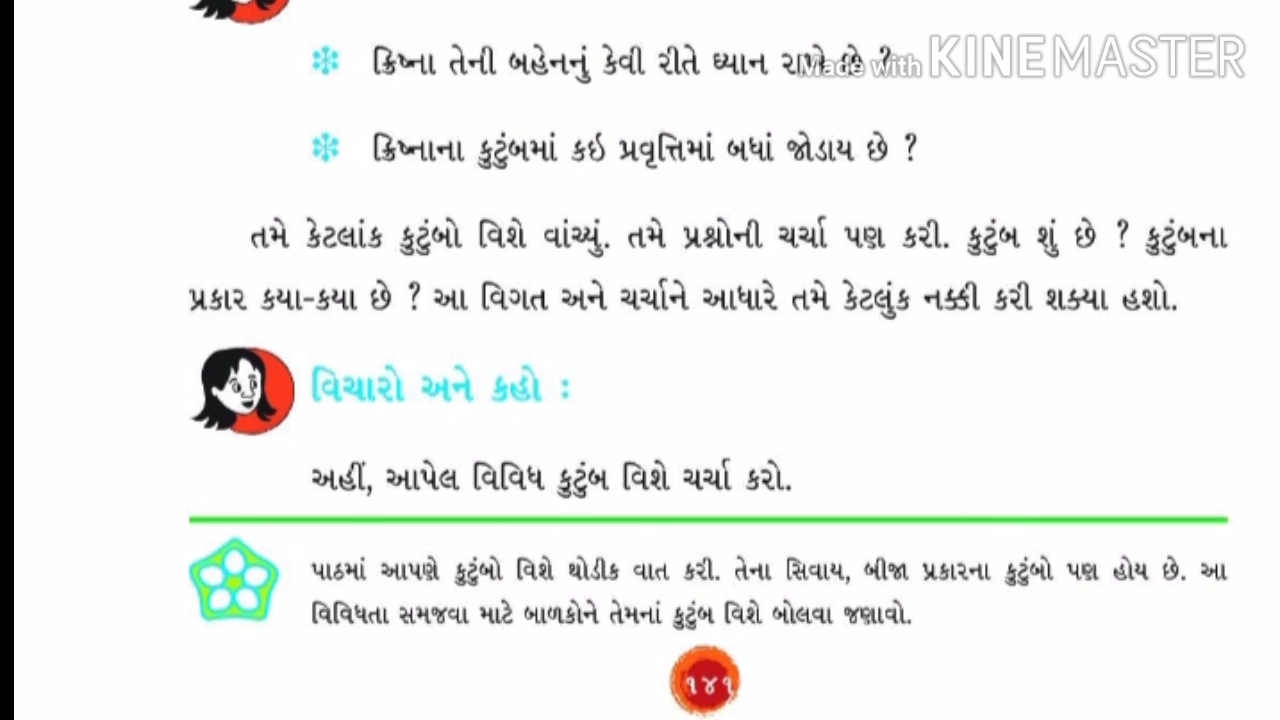 ક્રિષ્ના તેની બહેનનું કેવી રીતે ધ્યાન રાખે છે ?
Made with KINEMASTER
ક્રિષ્નાના કુટુંબમાં કઇ પ્રવૃત્તિમાં બધાં જોડાય છે ?
તમે કેટલાંક કુટુંબો વિશે વાંચ્યું. તમે પ્રશ્નોની ચર્ચા પણ કરી. કુટુંબ શું છે ? કુટુંબના
પ્રકાર કયા-કયા છે ? આ વિગત અને ચર્ચાને આધારે તમે કેટલુંક નક્કી કરી શક્યા હશો.
વિચારો અને કહો :
અહીં, આપેલ વિવિધ કુટુંબ વિશે ચર્ચા કરો.
પાઠમાં આપણે કુટુંબો વિશે થોડીક વાત કરી. તેના સિવાય, બીજા પ્રકારના કુટુંબો પણ હોય છે. આ
વિવિધતા સમજવા માટે બાળકોને તેમનાં કુટુંબ વિશે બોલવા જણાવો.
૧૪૧